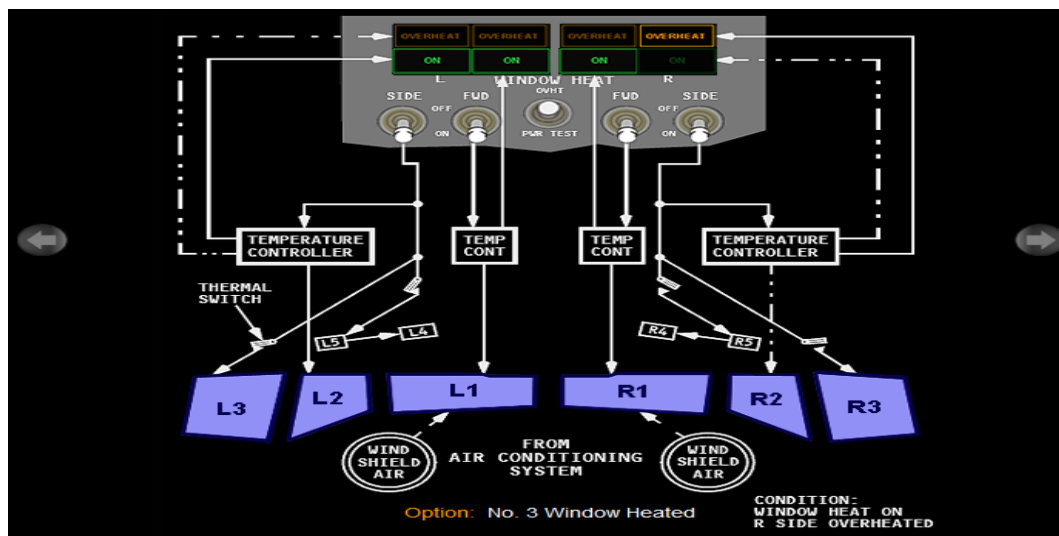 OVERHEAT OVERHEAT OVERHEAT OVERHEAT
ON ON ON ON
L WINDOW HEAT R
OVHT
SIDE FWD FWD SIDE
OFF OFF
ON PWR TEST ON
TEMPERATURE CONTROLLER
TEMP CONT
TEMP CONT
TEMPERATURE CONTROLLER
THERMAL
SWITCH
L5 L4 R4 R5
L3 L2 L1 R1 R2 R3
WIND
SHIELD
AIR
FROM
AIR CONDITIONING
SYSTEM
WIND
SHIELD
AIR
Option: No. 3 Window Heated
CONDITION:
WINDOW HEAT ON
R SIDE OVERHEATED